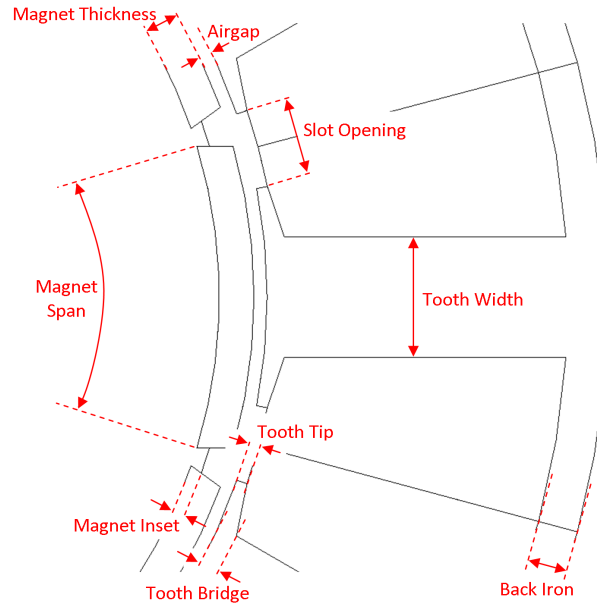 Magnet Thickness
Airgap
Slot Opening
Magnet
Span
Tooth Width
Tooth Tip
Magnet Inset
Tooth Bridge
Back Iron